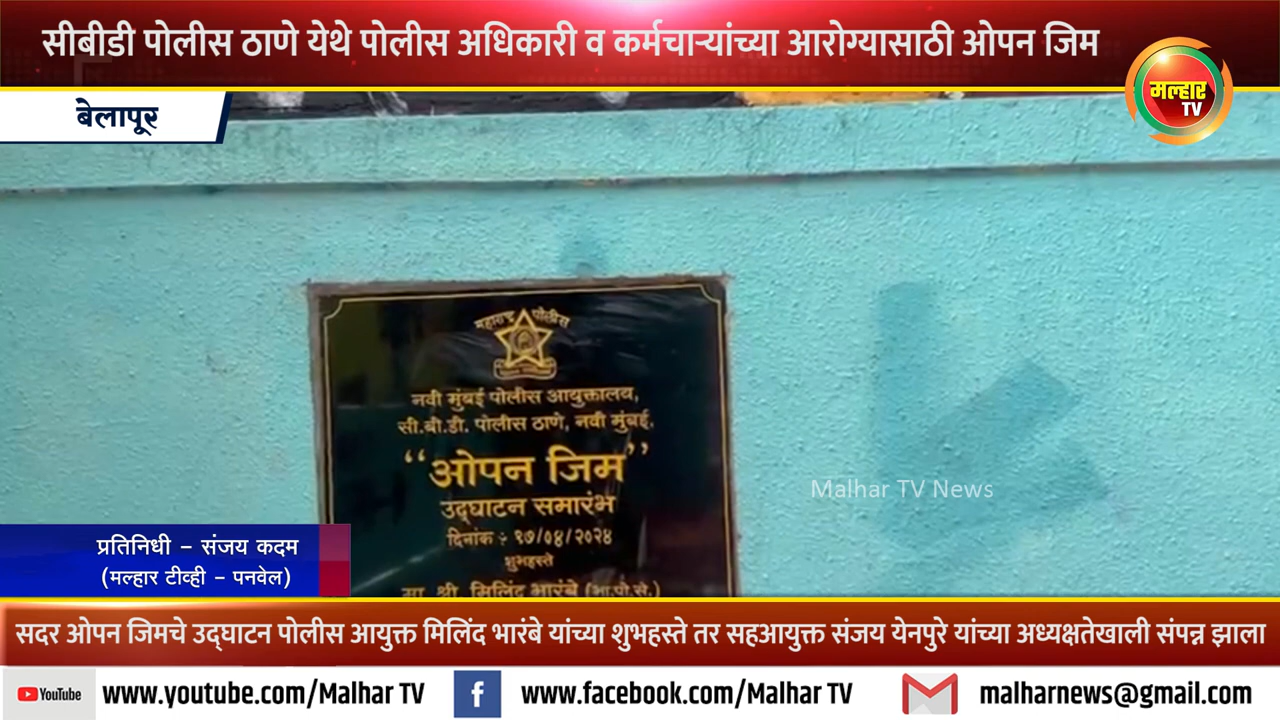 सीबीडी पोलीस ठाणे येथे पोलीस अधिकारी व कर्मचाऱ्यांच्या आरोग्यासाठी ओपन जिम
मल्हार
TV
बेलापूर
महाराष्ट्र पोलीस
नवी मुंबई पोलीस आयुक्तालय,
सी.बी.डी. पोलीस ठाणे, नवी मुंबई.
“ओपन जिम”
उद्घाटन समारंभ
दिनांक : १७/०४/२०२४
शुभहस्ते
मा. श्री. मिलिंद भारंबे (भा.पो.से.)
Malhar TV News
प्रतिनिधी - संजय कदम
(मल्हार टीव्ही - पनवेल)
सदर ओपन जिमचे उद्घाटन पोलीस आयुक्त मिलिंद भारंबे यांच्या शुभहस्ते तर सहआयुक्त संजय येनपुरे यांच्या अध्यक्षतेखाली संपन्न झाला
YouTube www.youtube.com/Malhar TV www.facebook.com/Malhar TV malharnews@gmail.com